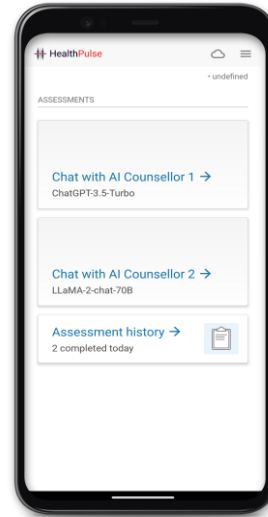 HealthPulse
• undefined
ASSESSMENTS
Chat with AI Counsellor 1 →
ChatGPT-3.5-Turbo
Chat with AI Counsellor 2 →
LLaMA-2-chat-70B
Assessment history →
2 completed today